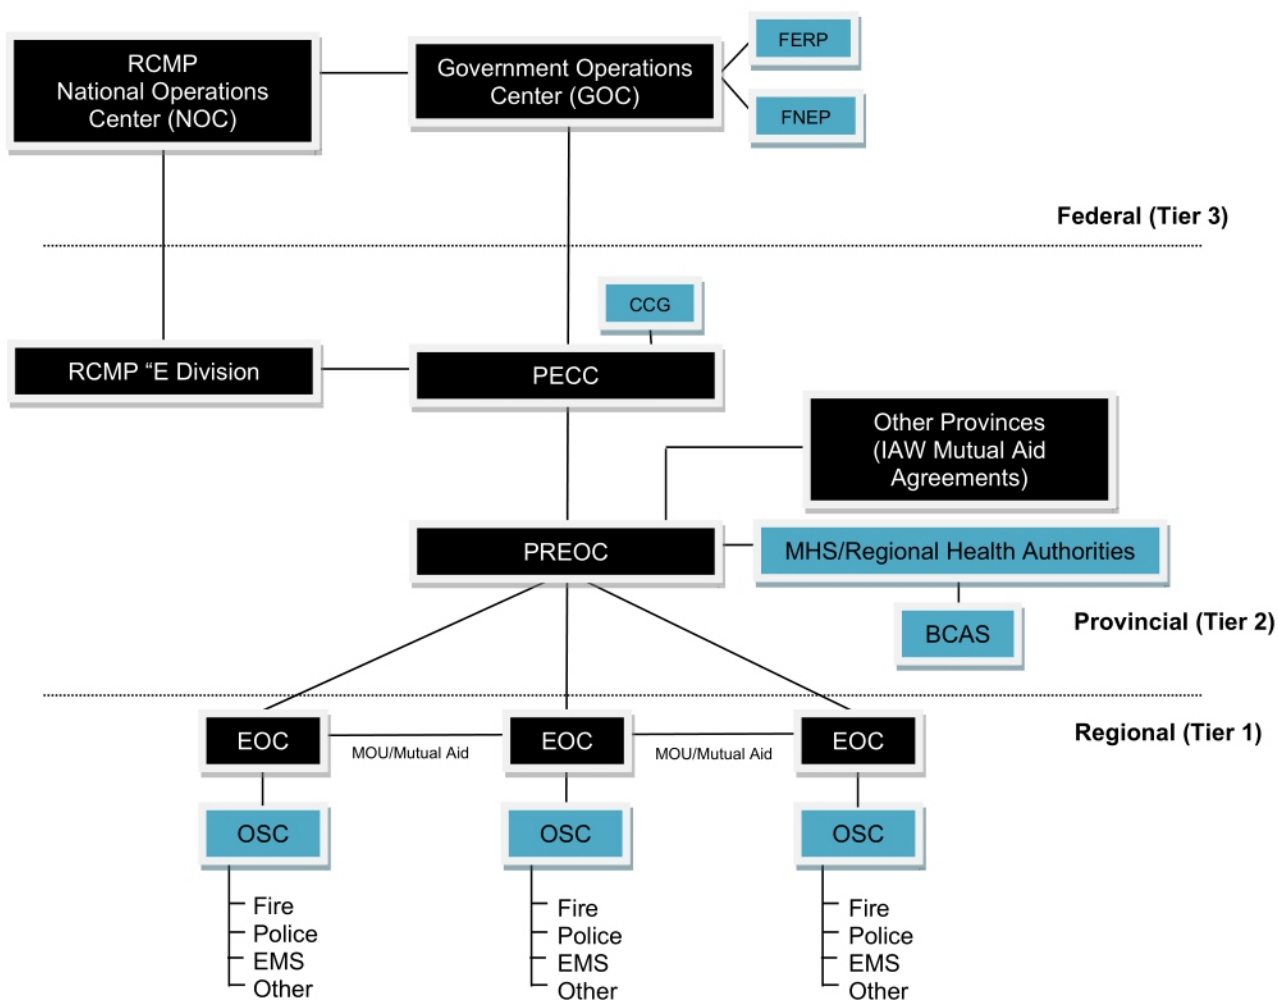 RCMP
National Operations
Center (NOC)
Government Operations
Center (GOC)
FERP
FNEP
Federal (Tier 3)
CCG
RCMP “E Division
PECC
Other Provinces
(IAW Mutual Aid
Agreements)
PREOC
MHS/Regional Health Authorities
BCAS
Provincial (Tier 2)
EOC
MOU/Mutual Aid
EOC
MOU/Mutual Aid
EOC
Regional (Tier 1)
OSC
OSC
OSC
Fire
Police
EMS
Other
Fire
Police
EMS
Other
Fire
Police
EMS
Other